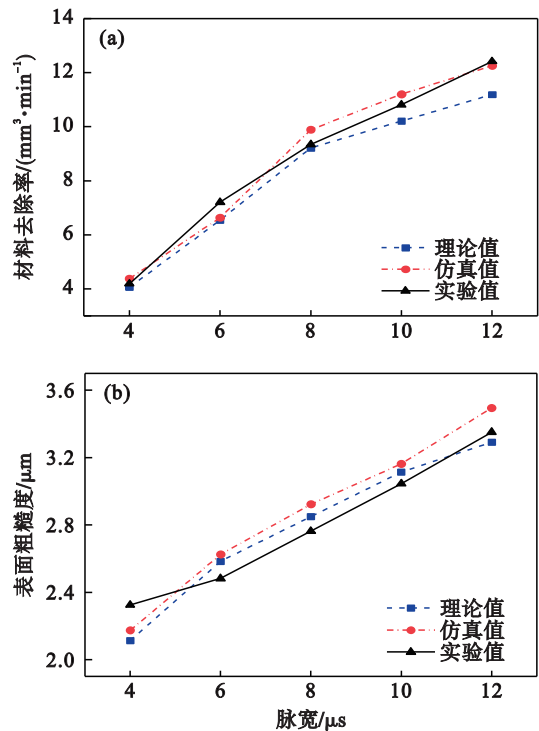 (a)
材料去除率/(mm³·min⁻¹)
14
12
10
8
6
4
理论值
仿真值
实验值
4 6 8 10 12
(b)
表面粗糙度/μm
3.6
3.2
2.8
2.4
2.0
理论值
仿真值
实验值
4 6 8 10 12
脉宽/μs